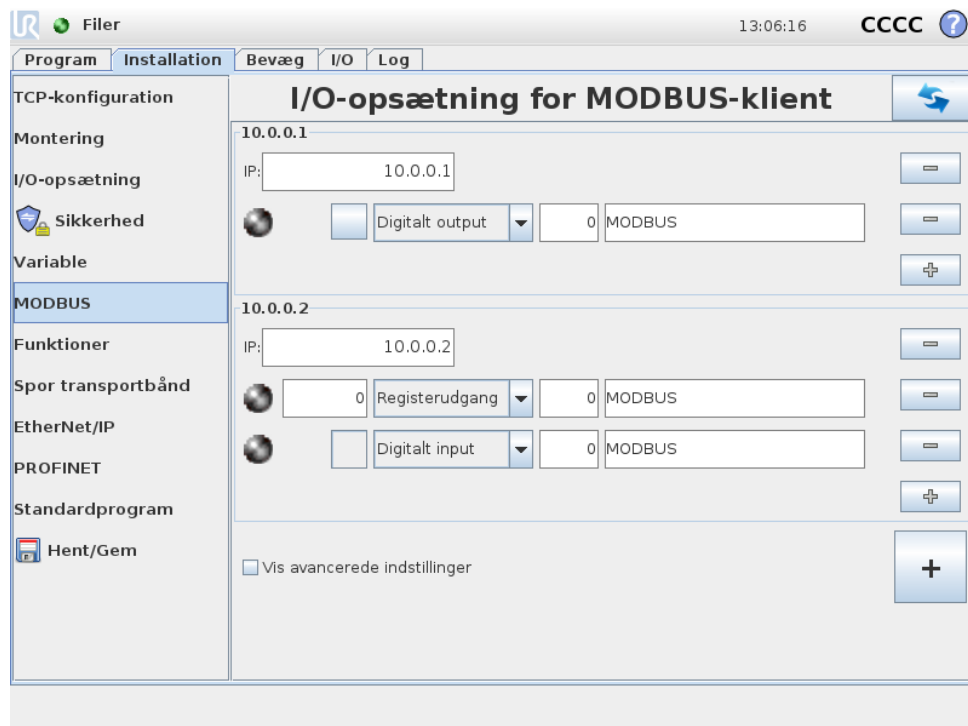 UR Filer 13:06:16 CCCC ?
Program Installation Bevæg I/O Log
TCP-konfiguration
Montering
I/O-opsætning
Sikkerhed
Variable
MODBUS
Funktioner
Spor transportbånd
EtherNet/IP
PROFINET
Standardprogram
Hent/Gem
I/O-opsætning for MODBUS-klient
10.0.0.1
IP: 10.0.0.1
Digitalt output 0 MODBUS
10.0.0.2
IP: 10.0.0.2
0 Registerudgang 0 MODBUS
Digitalt input 0 MODBUS
Vis avancerede indstillinger